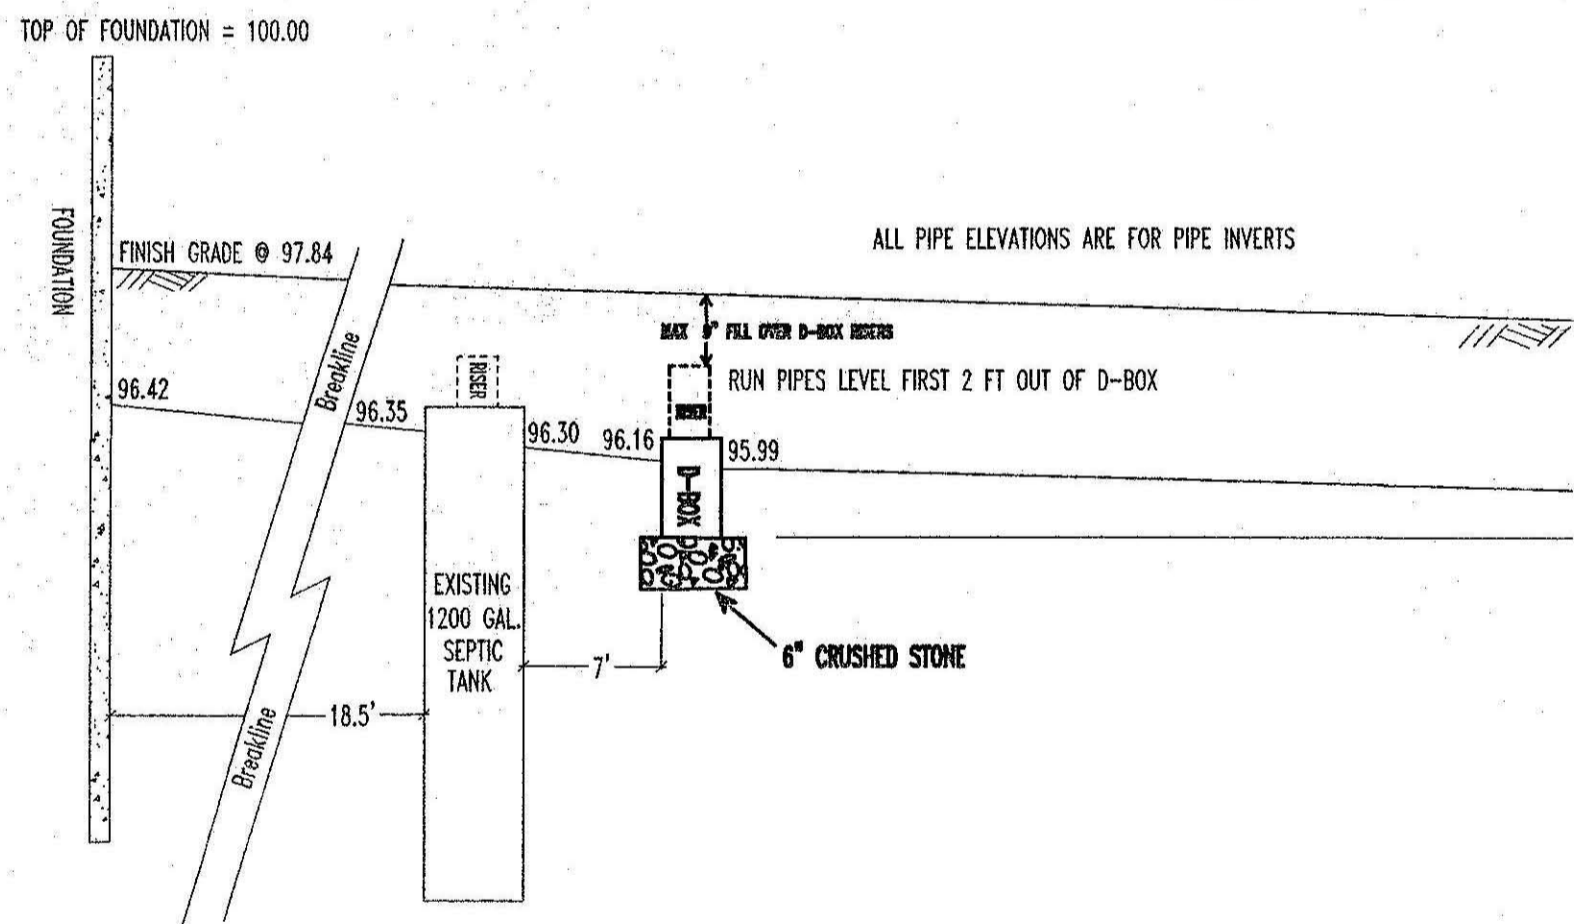 TOP OF FOUNDATION = 100.00
FOUNDATION
FINISH GRADE @ 97.84
ALL PIPE ELEVATIONS ARE FOR PIPE INVERTS
Breakline
MAX 9" FILL OVER D-BOX RISERS
RISER
RUN PIPES LEVEL FIRST 2 FT OUT OF D-BOX
RISER
96.42
96.35
96.30
96.16
95.99
D-BOX
EXISTING
1200 GAL.
SEPTIC
TANK
6" CRUSHED STONE
7'
18.5'
Breakline